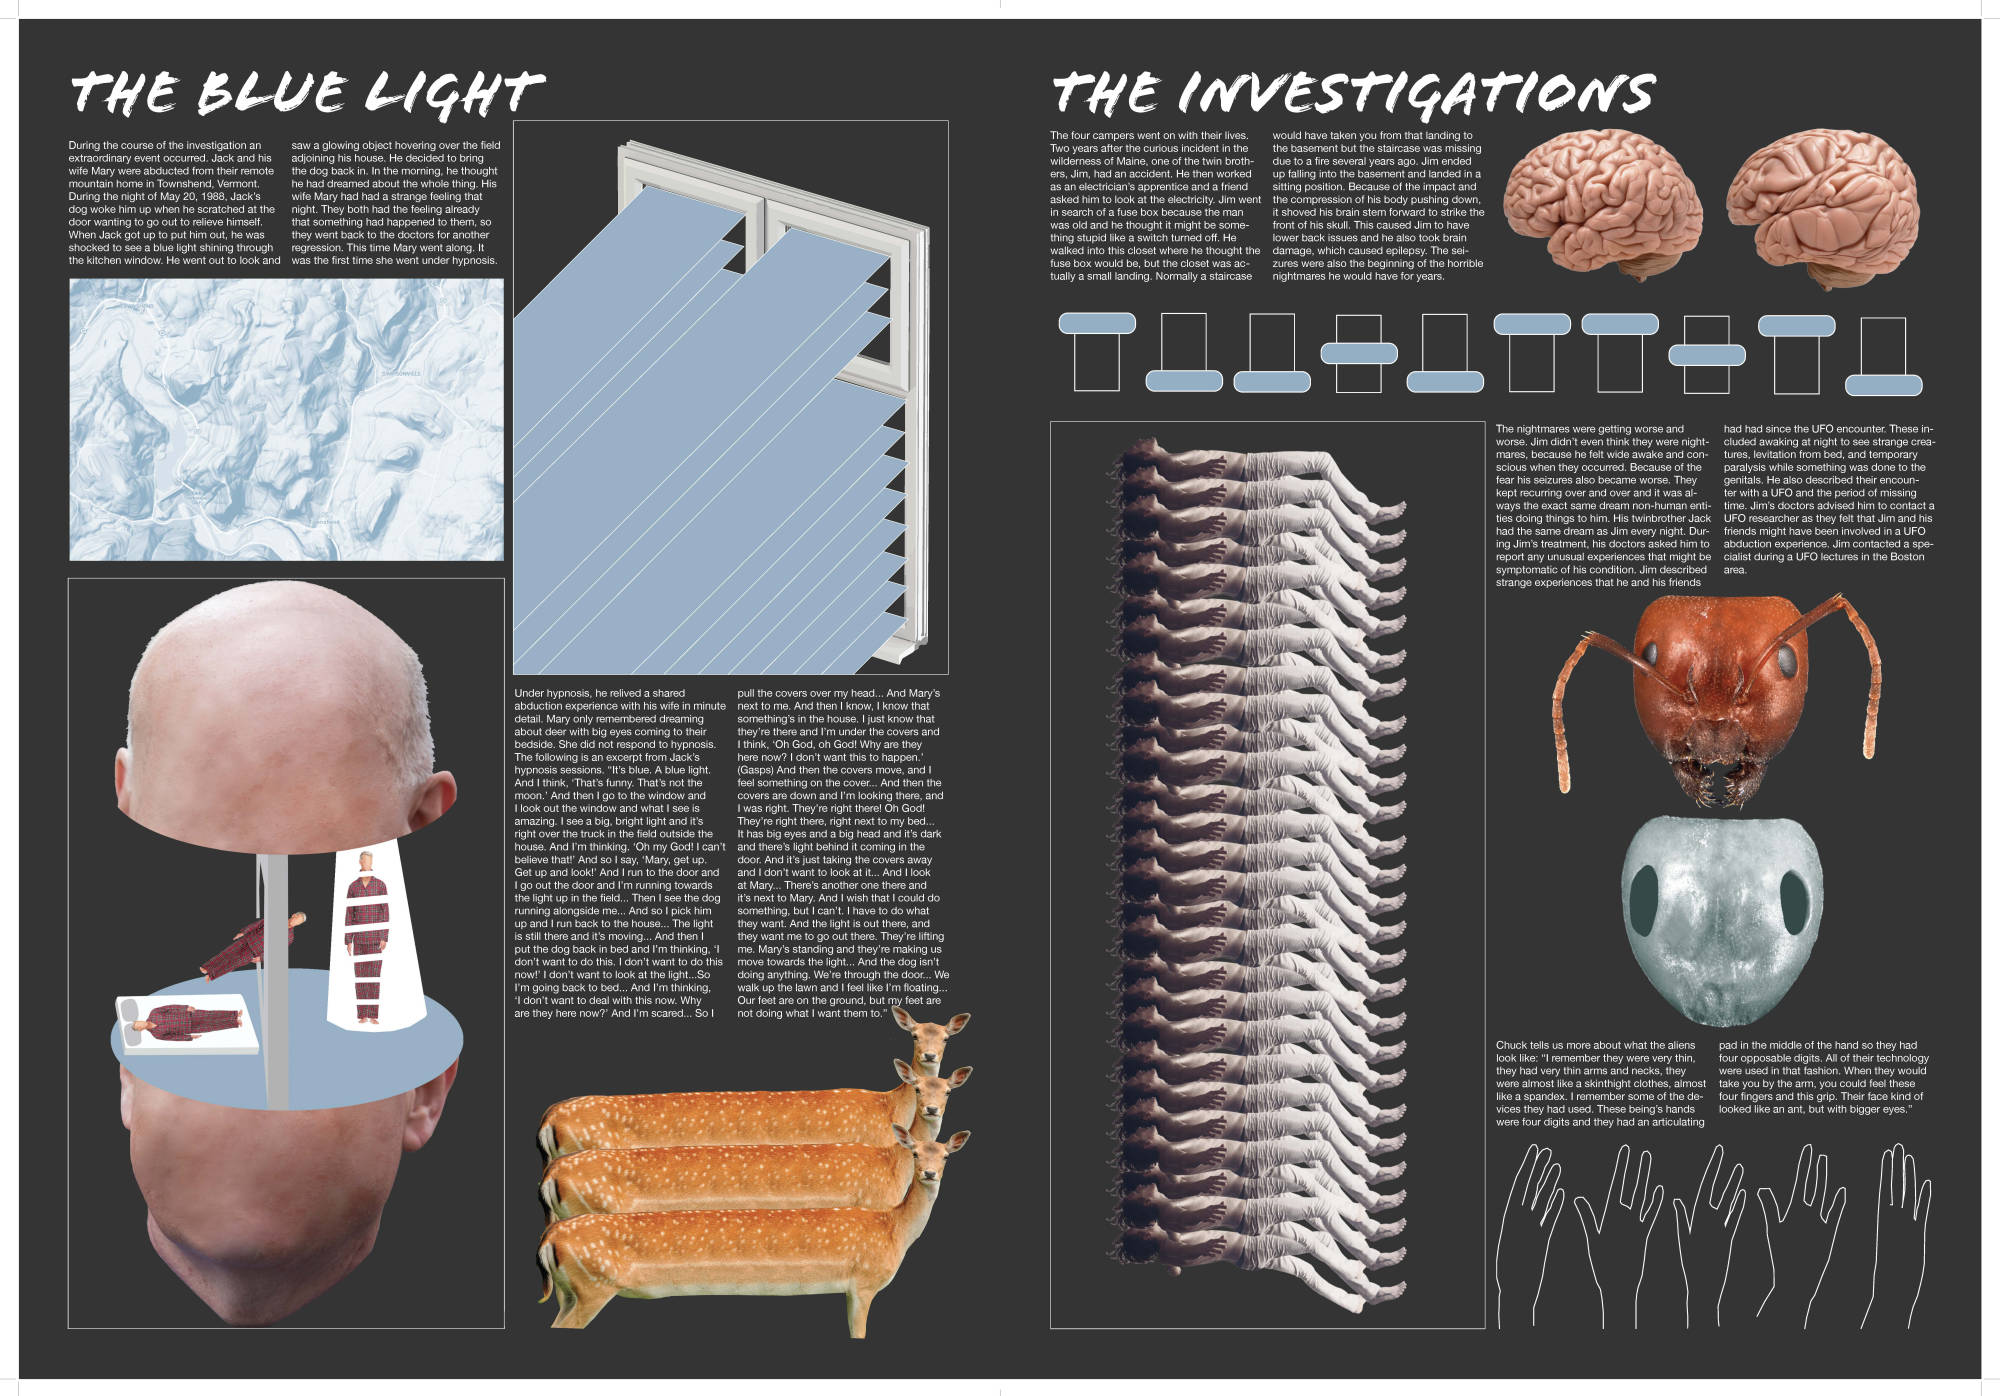 THE BLUE LIGHT
During the course of the investigation an
extraordinary event occurred. Jack and his
wife Mary were abducted from their remote
mountain home in Townshend, Vermont.
During the night of May 20, 1988, Jack's
dog woke him up when he scratched at the
door wanting to go out to relieve himself.
When Jack got up to put him out, he was
shocked to see a blue light shining through
the kitchen window. He went out to look and
saw a glowing object hovering over the field
adjoining his house. He decided to bring
the dog back in. In the morning, he thought
he had dreamed about the whole thing. His
wife Mary had had a strange feeling that
night. They both had the feeling already
that something had happened to them, so
they went back to the doctors for another
regression. This time Mary went along. It
was the first time she went under hypnosis.
Under hypnosis, he relived a shared
abduction experience with his wife in minute
detail. Mary only remembered dreaming
about deer with big eyes coming to their
bedside. She did not respond to hypnosis.
The following is an excerpt from Jack's
hypnosis sessions. “It's blue. A blue light.
And I think, ‘That's funny. That's not the
moon.’ And then I go to the window and
I look out the window and what I see is
amazing. I see a big, bright light and it's
right over the truck in the field outside the
house. And I'm thinking. ‘Oh my God! I can't
believe that!’ And so I say, ‘Mary, get up.
Get up and look!’ And I run to the door and
I go out the door and I'm running towards
the light up in the field... Then I see the dog
running alongside me... And so I pick him
up and I run back to the house... The light
is still there and it's moving... And then I
put the dog back in bed and I'm thinking, ‘I
don't want to do this. I don't want to do this
now!’ I don't want to look at the light...So
I'm going back to bed... And I'm thinking,
‘I don't want to deal with this now. Why
are they here now?’ And I'm scared... So I
pull the covers over my head... And Mary's
next to me. And then I know, I know that
something's in the house. I just know that
they're there and I'm under the covers and
I think, ‘Oh God, oh God! Why are they
here now? I don't want this to happen.’
(Gasps) And then the covers move, and I
feel something on the cover... And then the
covers are down and I'm looking there, and
I was right. They're right there! Oh God!
They're right there, right next to my bed...
It has big eyes and a big head and it's dark
and there's light behind it coming in the
door. And it's just taking the covers away
and I don't want to look at it... And I look
at Mary... There's another one there and
it's next to Mary. And I wish that I could do
something, but I can't. I have to do what
they want. And the light is out there, and
they want me to go out there. They're lifting
me. Mary's standing and they're making us
move towards the light... And the dog isn't
doing anything. We're through the door... We
walk up the lawn and I feel like I'm floating...
Our feet are on the ground, but my feet are
not doing what I want them to.”
THE INVESTIGATIONS
The four campers went on with their lives.
Two years after the curious incident in the
wilderness of Maine, one of the twin broth-
ers, Jim, had an accident. He then worked
as an electrician's apprentice and a friend
asked him to look at the electricity. Jim went
in search of a fuse box because the man
was old and he thought it might be some-
thing stupid like a switch turned off. He
walked into this closet where he thought the
fuse box would be, but the closet was ac-
tually a small landing. Normally a staircase
would have taken you from that landing to
the basement but the staircase was missing
due to a fire several years ago. Jim ended
up falling into the basement and landed in a
sitting position. Because of the impact and
the compression of his body pushing down,
it shoved his brain stem forward to strike the
front of his skull. This caused Jim to have
lower back issues and he also took brain
damage, which caused epilepsy. The sei-
zures were also the beginning of the horrible
nightmares he would have for years.
The nightmares were getting worse and
worse. Jim didn't even think they were night-
mares, because he felt wide awake and con-
scious when they occurred. Because of the
fear his seizures also became worse. They
kept recurring over and over and it was al-
ways the exact same dream non-human enti-
ties doing things to him. His twinbrother Jack
had the same dream as Jim every night. Dur-
ing Jim's treatment, his doctors asked him to
report any unusual experiences that might be
symptomatic of his condition. Jim described
strange experiences that he and his friends
had had since the UFO encounter. These in-
cluded awaking at night to see strange crea-
tures, levitation from bed, and temporary
paralysis while something was done to the
genitals. He also described their encoun-
ter with a UFO and the period of missing
time. Jim's doctors advised him to contact a
UFO researcher as they felt that Jim and his
friends might have been involved in a UFO
abduction experience. Jim contacted a spe-
cialist during a UFO lectures in the Boston
area.
Chuck tells us more about what the aliens
look like: “I remember they were very thin,
they had very thin arms and necks, they
were almost like a skinthight clothes, almost
like a spandex. I remember some of the de-
vices they had used. These being's hands
were four digits and they had an articulating
pad in the middle of the hand so they had
four opposable digits. All of their technology
were used in that fashion. When they would
take you by the arm, you could feel these
four fingers and this grip. Their face kind of
looked like an ant, but with bigger eyes.”